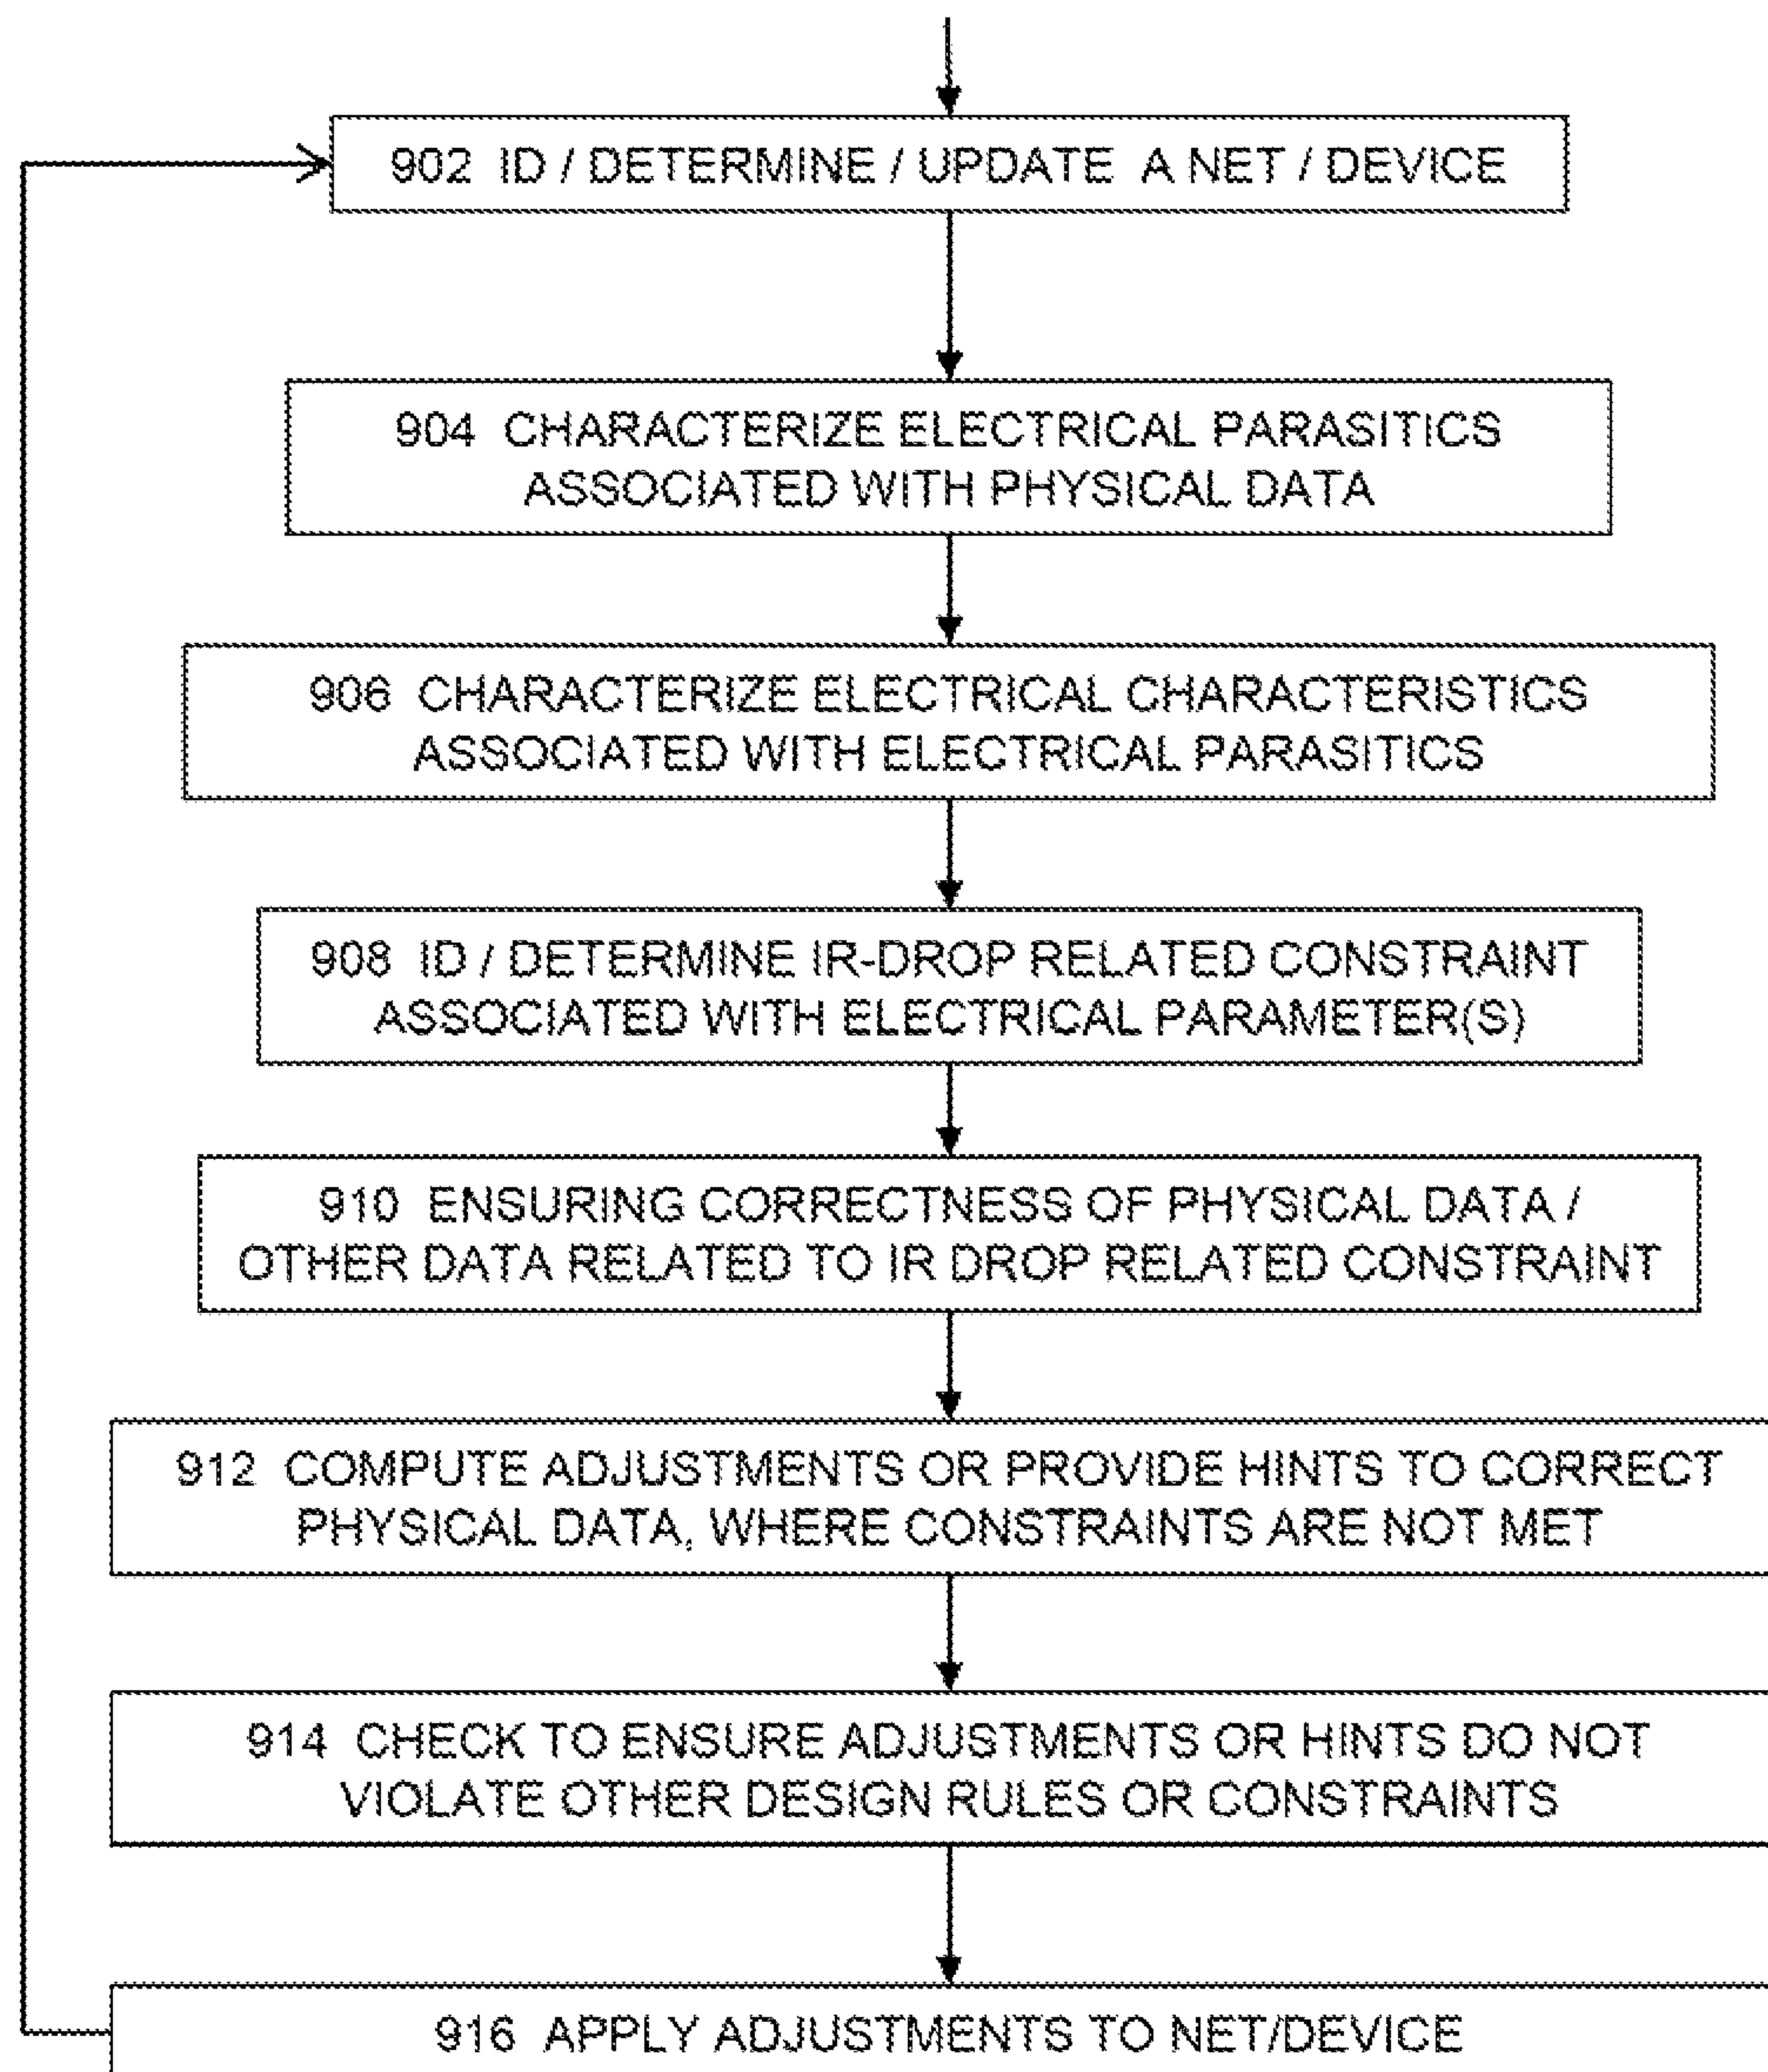 902 ID / DETERMINE / UPDATE A NET / DEVICE
904 CHARACTERIZE ELECTRICAL PARASITICS
ASSOCIATED WITH PHYSICAL DATA
906 CHARACTERIZE ELECTRICAL CHARACTERISTICS
ASSOCIATED WITH ELECTRICAL PARASITICS
908 ID / DETERMINE IR-DROP RELATED CONSTRAINT
ASSOCIATED WITH ELECTRICAL PARAMETER(S)
910 ENSURING CORRECTNESS OF PHYSICAL DATA /
OTHER DATA RELATED TO IR DROP RELATED CONSTRAINT
912 COMPUTE ADJUSTMENTS OR PROVIDE HINTS TO CORRECT
PHYSICAL DATA, WHERE CONSTRAINTS ARE NOT MET
914 CHECK TO ENSURE ADJUSTMENTS OR HINTS DO NOT
VIOLATE OTHER DESIGN RULES OR CONSTRAINTS
916 APPLY ADJUSTMENTS TO NET/DEVICE